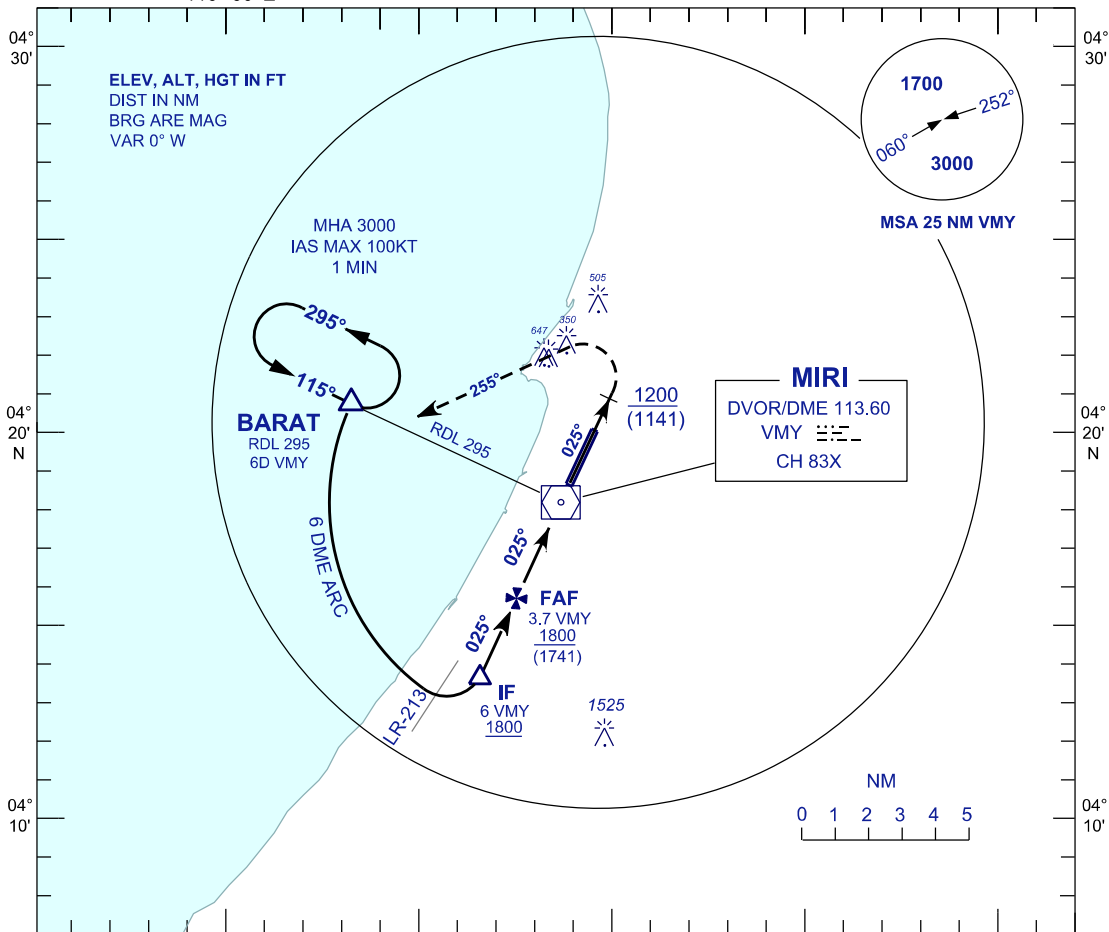 04°
30'
04°
30'
ELEV, ALT, HGT IN FT
DIST IN NM
BRG ARE MAG
VAR 0° W
1700
252°
060°
3000
MSA 25 NM VMY
MHA 3000
IAS MAX 100KT
1 MIN
505
350
647
295°
115°
255°
BARAT
RDL 295
6D VMY
RDL 295
025°
1200
(1141)
MIRI
DVOR/DME 113.60
VMY
CH 83X
04°
20'
N
04°
20'
N
6 DME ARC
025°
FAF
3.7 VMY
1800
(1741)
025°
IF
6 VMY
1800
LR-213
1525
NM
0 1 2 3 4 5
04°
10'
04°
10'